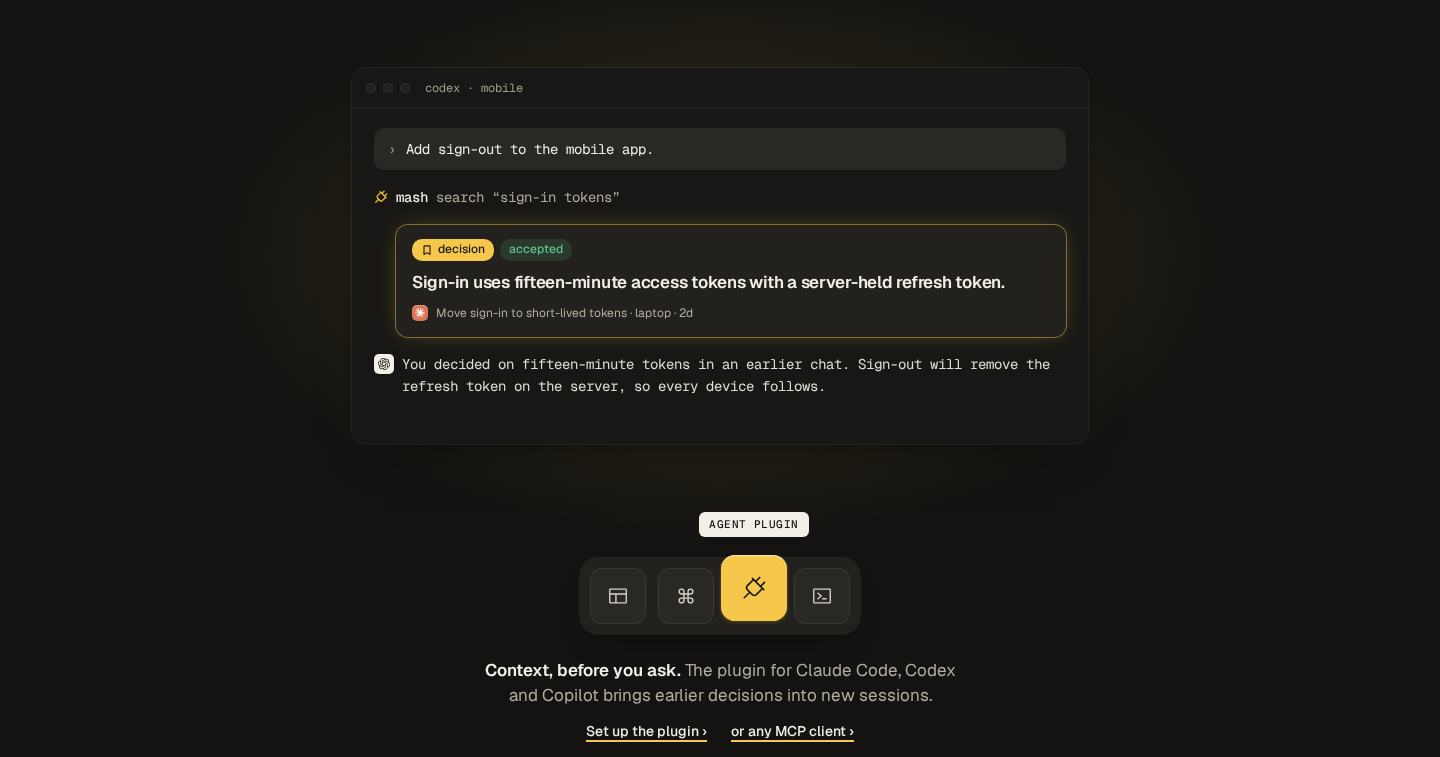 codex · mobile
› Add sign-out to the mobile app.
mash search “sign-in tokens”
decision accepted
Sign-in uses fifteen-minute access tokens with a server-held refresh token.
Move sign-in to short-lived tokens · laptop · 2d
You decided on fifteen-minute tokens in an earlier chat. Sign-out will remove the
refresh token on the server, so every device follows.
AGENT PLUGIN
Context, before you ask. The plugin for Claude Code, Codex
and Copilot brings earlier decisions into new sessions.
Set up the plugin › or any MCP client ›